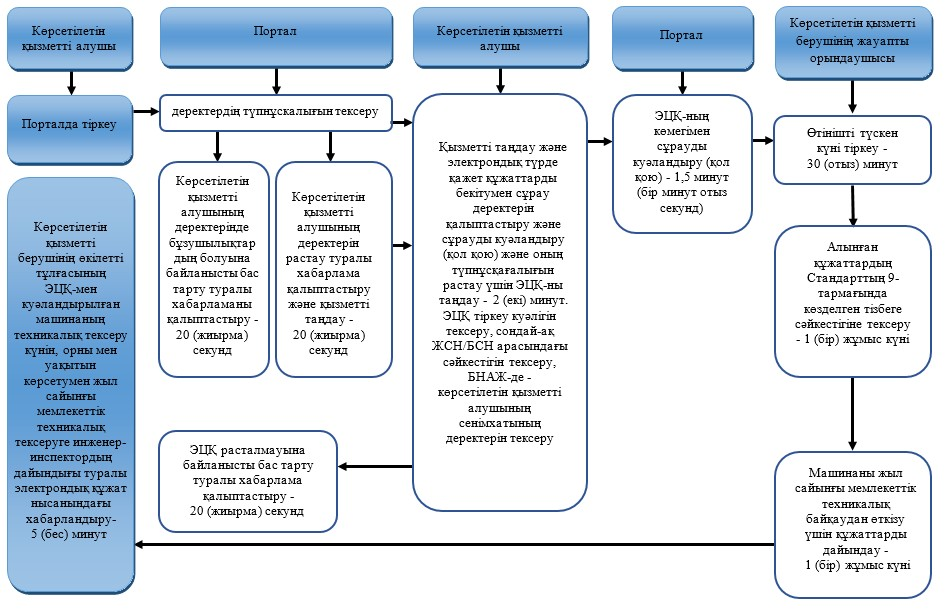 Көрсетілетін
қызметті алушы
Портал
Көрсетілетін қызметті
алушы
Портал
Көрсетілетін қызметті
берушінің жауапты
орындаушысы
Порталда тіркеу
деректердің түпнұсқалығын тексеру
Көрсетілетін
қызметті
алушының
деректерінде
бұзушылықтар
дың болуына
байланысты бас
тарту туралы
хабарламаны
қалыптастыру -
20 (жиырма)
секунд
Көрсетілетін
қызметті
алушының
деректерін
растау туралы
хабарлама
қалыптастыру
және қызметті
таңдау -
20 (жиырма)
секунд
Қызметті таңдау және
электрондық түрде
қажет құжаттарды
бекітумен сұрау
деректерін
қалыптастыру және
сұрауды куәландыру
(қол қою) және оның
түпнұсқағалығын
растау үшін ЭЦҚ-ны
таңдау - 2 (екі) минут.
ЭЦҚ тіркеу куәлігін
тексеру, сондай-ақ
ЖСН/БСН арасындағы
сәйкестігін тексеру,
БНАЖ-де -
көрсетілетін қызметті
алушының
сенімхатының
деректерін тексеру
ЭЦҚ-ның
көмегімен
сұрауды
куәландыру (қол
қою) - 1,5 минут
(бір минут отыз
секунд)
Өтінішті түскен
күні тіркеу -
30 (отыз) минут
Алынған
құжаттардың
Стандарттың 9-
тармағында
көзделген тізбеге
сәйкестігіне тексеру
- 1 (бір) жұмыс күні
Машинаны жыл
сайынғы мемлекеттік
техникалық
байқаудан өткізу
үшін құжаттарды
дайындау -
1 (бір) жұмыс күні
ЭЦҚ расталмауына
байланысты бас тарту
туралы хабарлама
қалыптастыру -
20 (жиырма) секунд
Көрсетілетін
қызметті
берушінің өкілетті
тұлғасының
ЭЦҚ-мен
куәландырылған
машинаның
техникалық тексеру
күнін, орны мен
уақытын
көрсетумен жыл
сайынғы
мемлекеттік
техникалық
тексеруге инженер-
инспектордың
дайындығы туралы
электрондық құжат
нысанындағы
хабарландыру-
5 (бес) минут